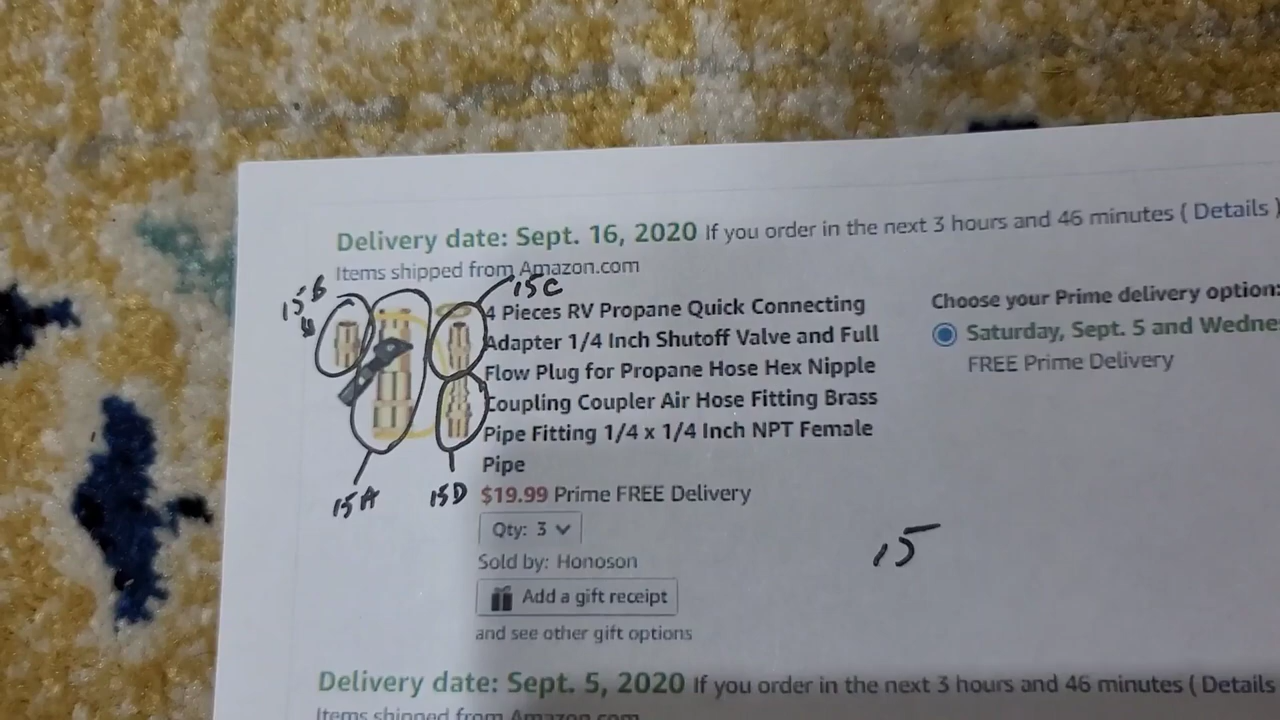 Delivery date: Sept. 16, 2020 If you order in the next 3 hours and 46 minutes ( Details )
Items shipped from Amazon.com
15B
15C
4 Pieces RV Propane Quick Connecting
Adapter 1/4 Inch Shutoff Valve and Full
Flow Plug for Propane Hose Hex Nipple
Coupling Coupler Air Hose Fitting Brass
Pipe Fitting 1/4 x 1/4 Inch NPT Female
Pipe
15A
15D
$19.99 Prime FREE Delivery
Qty: 3
Sold by: Honoson
Add a gift receipt
and see other gift options
Choose your Prime delivery option:
Saturday, Sept. 5 and Wedne
FREE Prime Delivery
15
Delivery date: Sept. 5, 2020 If you order in the next 3 hours and 46 minutes ( Details
Items shipped from Amazon.com